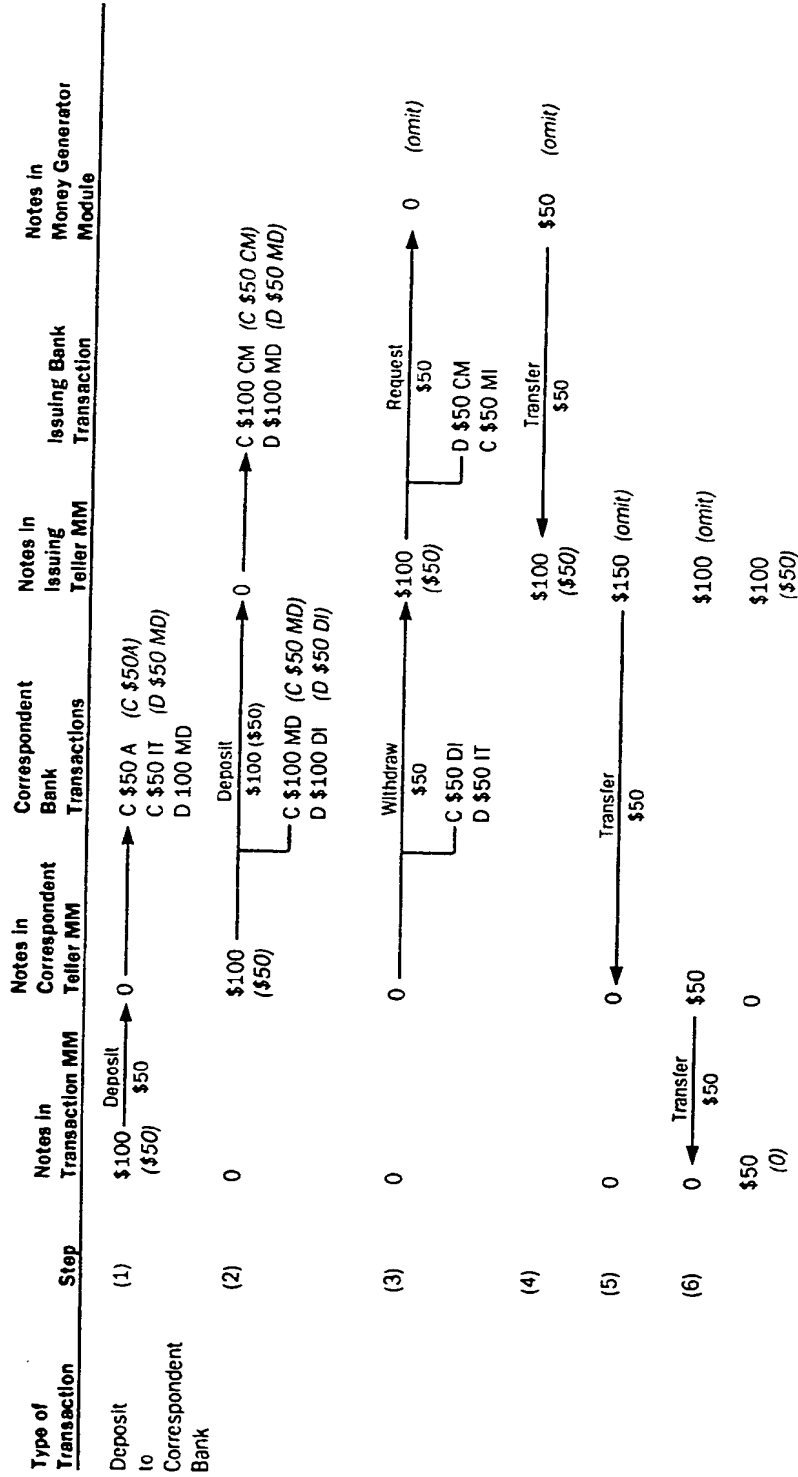 Type of Transaction
Step
Notes in Transaction MM
Notes in Correspondent Teller MM
Correspondent Bank Transactions
Notes in Issuing Teller MM
Issuing Bank Transaction
Notes in Money Generator Module
Deposit to Correspondent Bank
(1)
$100
($50)
Deposit
$50
0
C $50 A (C $50A)
C $50 IT (D $50 MD)
D 100 MD
(2)
0
$100
($50)
Deposit
$100 ($50)
C $100 MD (C $50 MD)
D $100 DI (D $50 DI)
0
C $100 CM (C $50 CM)
D $100 MD (D $50 MD)
(3)
0
0
Withdraw
$50
C $50 DI
D $50 IT
$100
($50)
Request
$50
D $50 CM
C $50 MI
0 (omit)
(4)
$100
($50)
Transfer
$50
$50 (omit)
(5)
0
0
Transfer
$50
$150 (omit)
(6)
0
Transfer
$50
$50
$100 (omit)
$50
(0)
0
$100
($50)